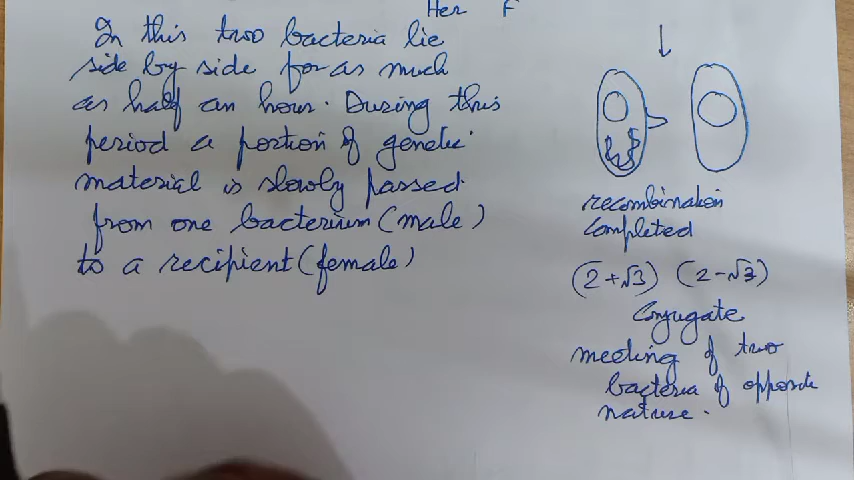 Her F
In this two bacteria lie
side by side for as much
as half an hour. During this
period a portion of genetic
material is slowly passed
from one bacterium (male)
to a recipient (female)
recombination
completed
(2+√3) (2-√3)
Conjugate
meeting of two
bacteria of opposite
nature.